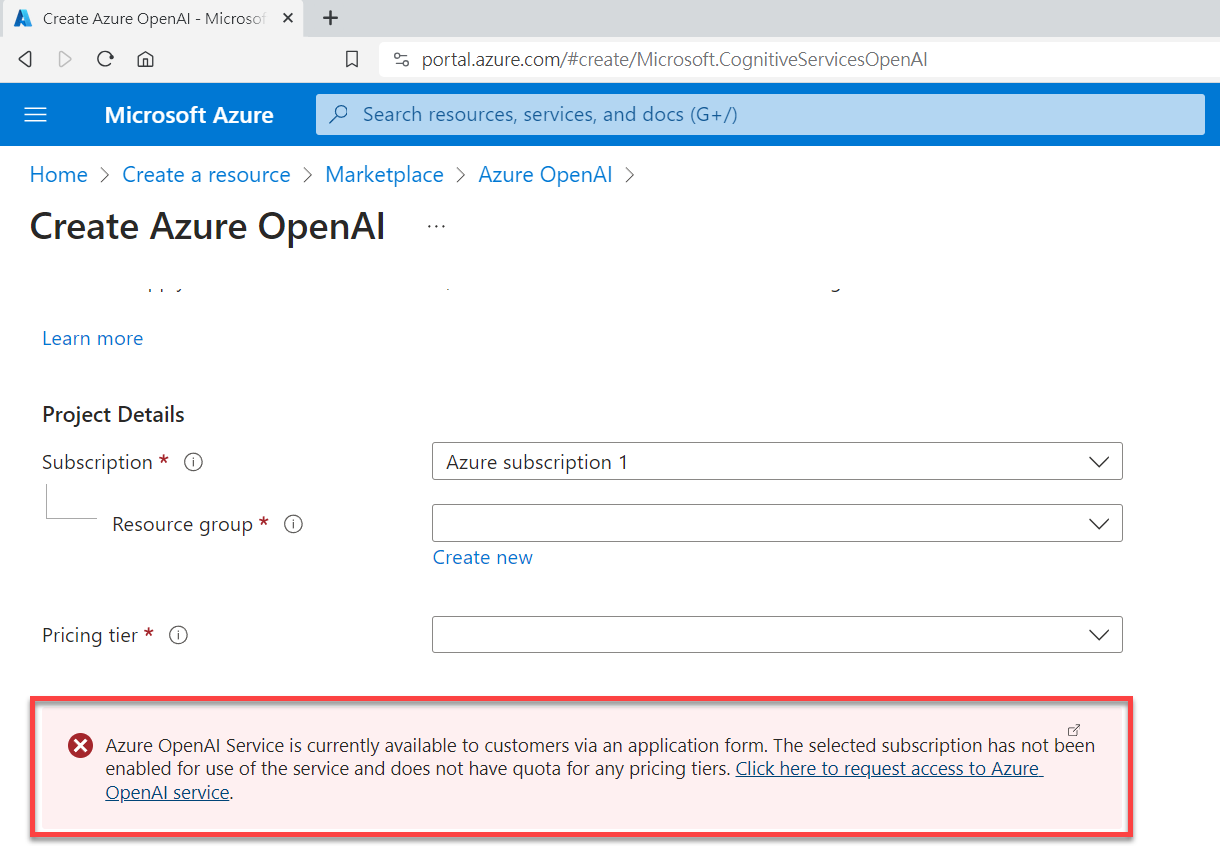 Create Azure OpenAI - Microsof
portal.azure.com/#create/Microsoft.CognitiveServicesOpenAI
Microsoft Azure
Search resources, services, and docs (G+/)
Home > Create a resource > Marketplace > Azure OpenAI >
Create Azure OpenAI ...
Learn more
Project Details
Subscription *
Azure subscription 1
Resource group *
Create new
Pricing tier *
Azure OpenAI Service is currently available to customers via an application form. The selected subscription has not been
enabled for use of the service and does not have quota for any pricing tiers. Click here to request access to Azure
OpenAI service.